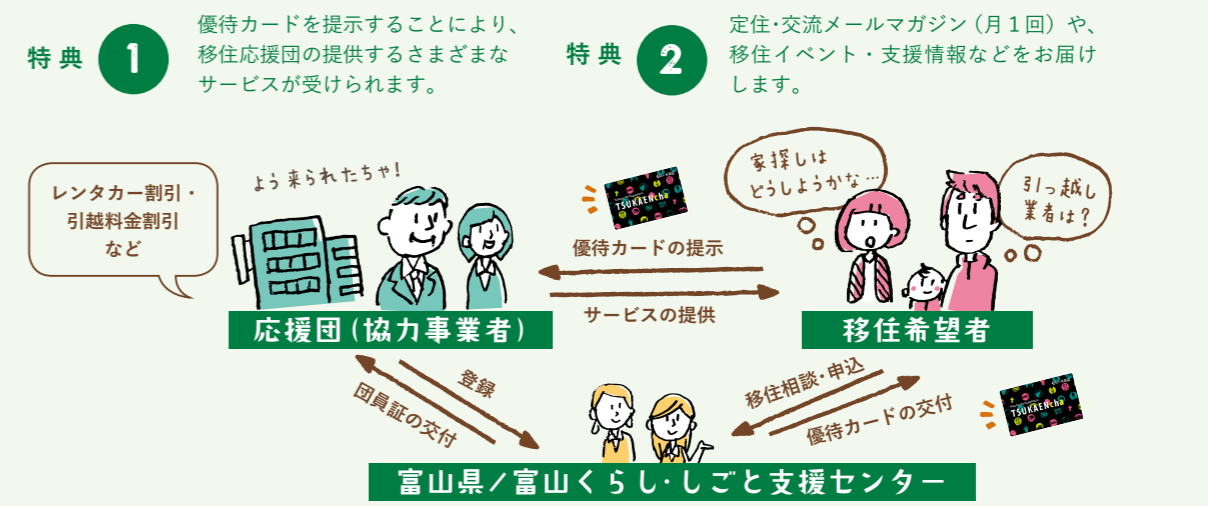 特典 1
優待カードを提示することにより、
移住応援団の提供するさまざまな
サービスが受けられます。
特典 2
定住･交流メールマガジン（月１回）や、
移住イベント・支援情報などをお届け
します。
レンタカー割引・
引越料金割引
など
よう来られたちゃ！
TSUKAENcha
優待カードの提示
サービスの提供
家探しは
どうしようかな…
引っ越し
業者は？
応援団（協力事業者）
移住希望者
登録
団員証の交付
移住相談･申込
優待カードの交付
TSUKAENcha
富山県／富山くらし･しごと支援センター